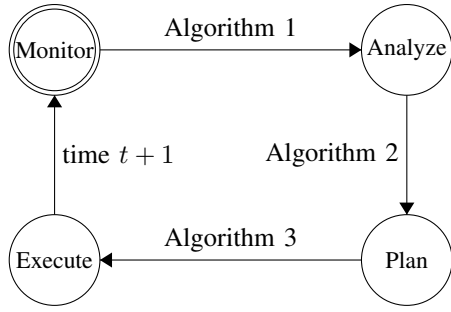 Algorithm 1
Monitor
Analyze
time t + 1
Algorithm 2
Algorithm 3
Execute
Plan